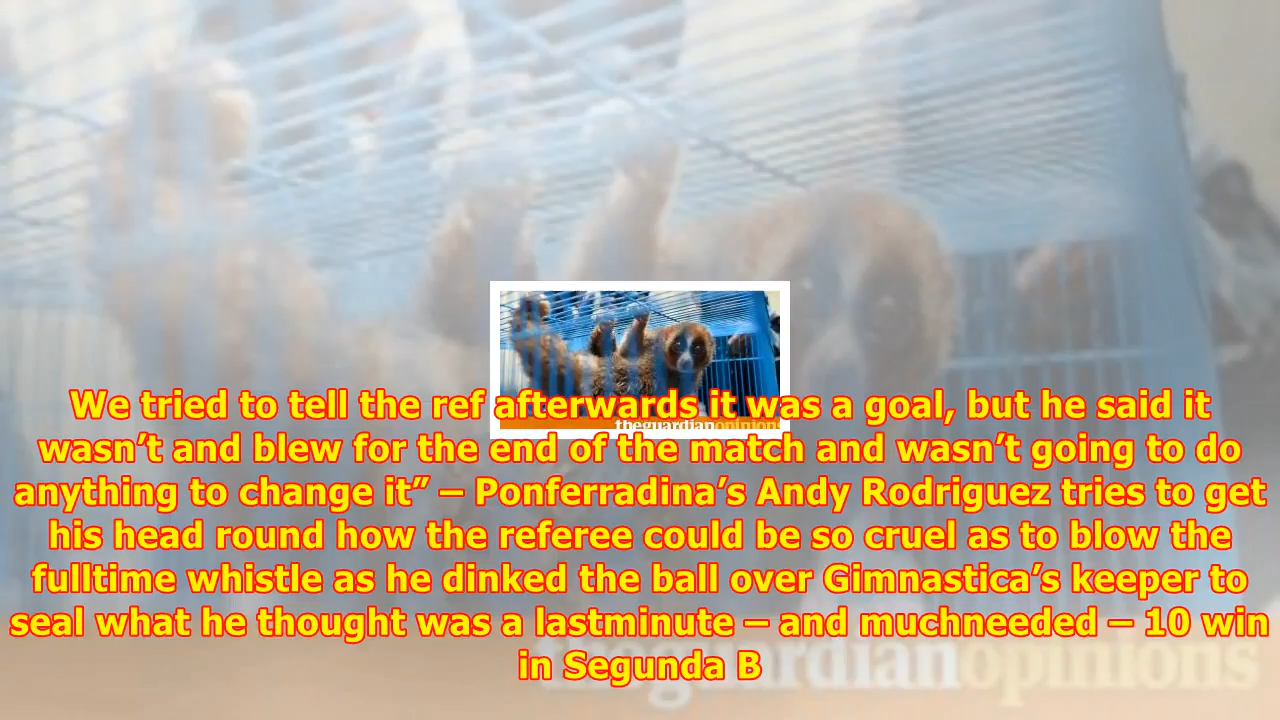 We tried to tell the ref afterwards it was a goal, but he said it
theguardianopinions
wasn’t and blew for the end of the match and wasn’t going to do
anything to change it” – Ponferradina’s Andy Rodriguez tries to get
his head round how the referee could be so cruel as to blow the
fulltime whistle as he dinked the ball over Gimnastica’s keeper to
seal what he thought was a lastminute – and muchneeded – 10 win
in Segunda B
theguardianopinions